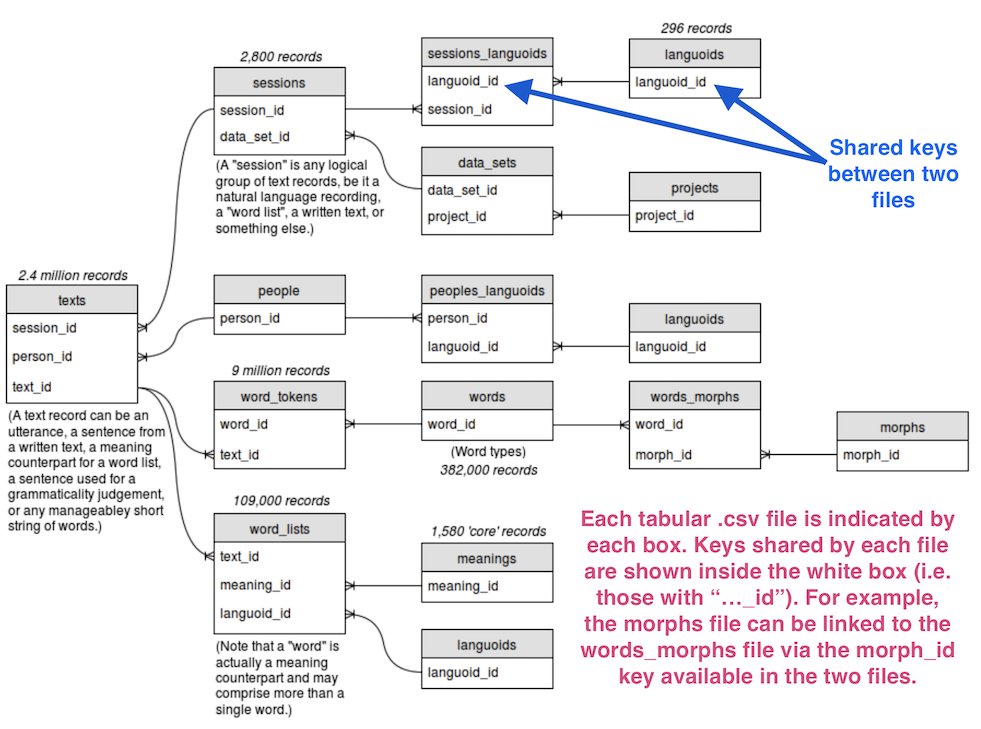 2,800 records
sessions
session_id
data_set_id
(A "session" is any logical
group of text records, be it a
natural language recording,
a "word list", a written text, or
something else.)
sessions_languoids
languoid_id
session_id
296 records
languoids
languoid_id
Shared keys
between two
files
data_sets
data_set_id
project_id
projects
project_id
2.4 million records
texts
session_id
person_id
text_id
(A text record can be an
utterance, a sentence from
a written text, a meaning
counterpart for a word list,
a sentence used for a
grammaticality judgement,
or any manageabley short
string of words.)
people
person_id
peoples_languoids
person_id
languoid_id
languoids
languoid_id
9 million records
word_tokens
word_id
text_id
words
word_id
(Word types)
382,000 records
words_morphs
word_id
morph_id
morphs
morph_id
109,000 records
word_lists
text_id
meaning_id
languoid_id
(Note that a "word" is
actually a meaning
counterpart and may
comprise more than a
single word.)
1,580 'core' records
meanings
meaning_id
languoids
languoid_id
Each tabular .csv file is indicated by
each box. Keys shared by each file
are shown inside the white box (i.e.
those with “…_id”). For example,
the morphs file can be linked to the
words_morphs file via the morph_id
key available in the two files.